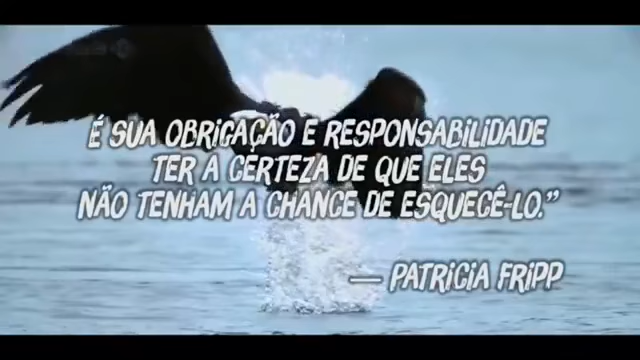 É SUA OBRIGAÇÃO E RESPONSABILIDADE
TER A CERTEZA DE QUE ELES
NÃO TENHAM A CHANCE DE ESQUECÊ-LO."
— PATRICIA FRIPP